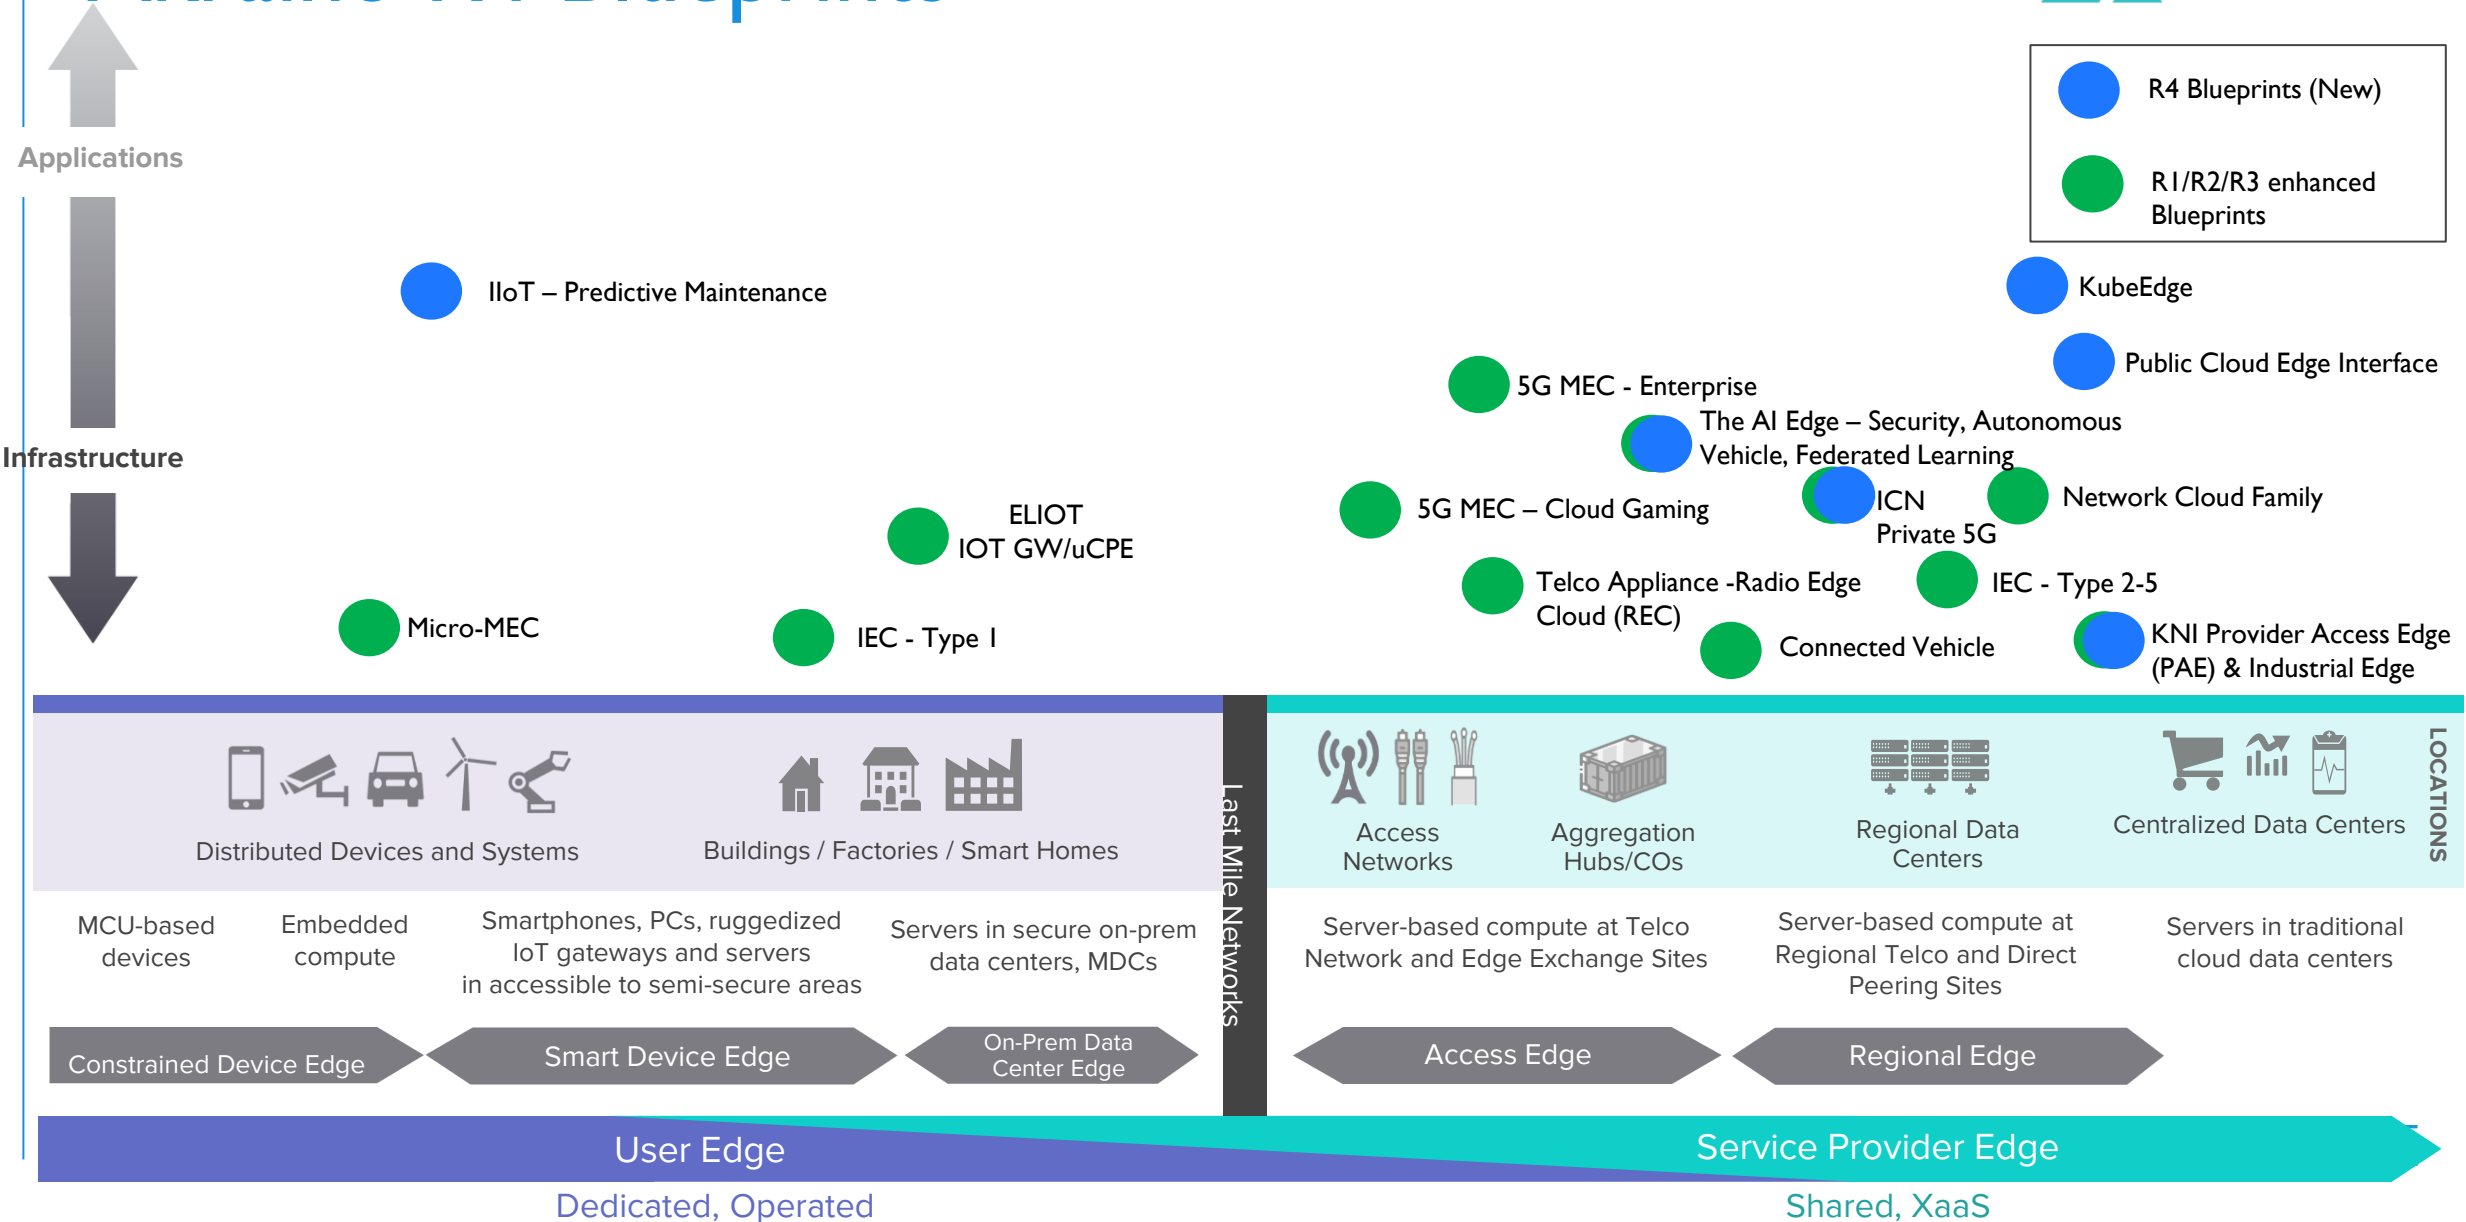 Blueprints
Applications
Infrastructure
R4 Blueprints (New)
R1/R2/R3 enhanced
Blueprints
IIoT – Predictive Maintenance
KubeEdge
Public Cloud Edge Interface
5G MEC - Enterprise
The AI Edge – Security, Autonomous
Vehicle, Federated Learning
5G MEC – Cloud Gaming
ICN
Private 5G
Network Cloud Family
ELIOT
IOT GW/uCPE
Telco Appliance -Radio Edge
Cloud (REC)
IEC - Type 2-5
Micro-MEC
IEC - Type 1
Connected Vehicle
KNI Provider Access Edge
(PAE) & Industrial Edge
Distributed Devices and Systems
Buildings / Factories / Smart Homes
Last Mile Networks
Access
Networks
Aggregation
Hubs/COs
Regional Data
Centers
Centralized Data Centers
LOCATIONS
MCU-based
devices
Embedded
compute
Smartphones, PCs, ruggedized
IoT gateways and servers
in accessible to semi-secure areas
Servers in secure on-prem
data centers, MDCs
Server-based compute at Telco
Network and Edge Exchange Sites
Server-based compute at
Regional Telco and Direct
Peering Sites
Servers in traditional
cloud data centers
Constrained Device Edge
Smart Device Edge
On-Prem Data
Center Edge
Access Edge
Regional Edge
User Edge
Service Provider Edge
Dedicated, Operated
Shared, XaaS